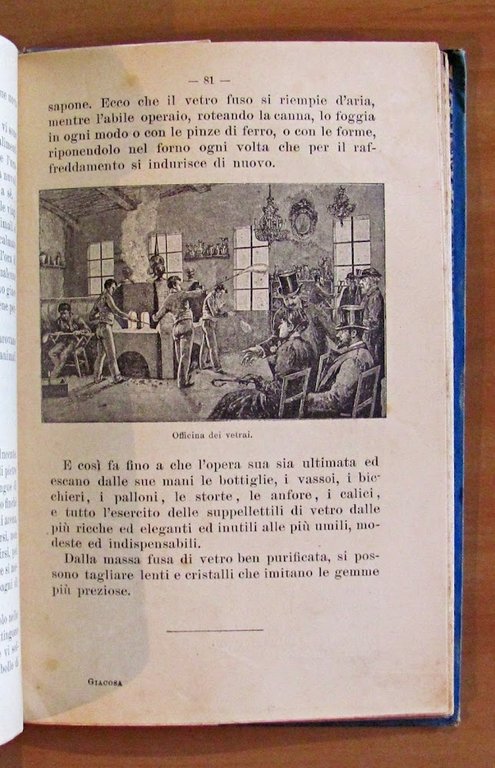 — 81 —
sapone. Ecco che il vetro fuso si riempie d'aria,
mentre l'abile operaio, roteando la canna, lo foggia
in ogni modo o con le pinze di ferro, o con le forme,
riponendolo nel forno ogni volta che per il raf-
freddamento si indurisce di nuovo.
Officina dei vetrai.
E così fa fino a che l'opera sua sia ultimata ed
escano dalle sue mani le bottiglie, i vassoi, i bic-
chieri, i palloni, le storte, le anfore, i calici,
e tutto l'esercito delle suppellettili di vetro dalle
più ricche ed eleganti ed inutili alle più umili, mo-
deste ed indispensabili.
Dalla massa fusa di vetro ben purificata, si pos-
sono tagliare lenti e cristalli che imitano le gemme
più preziose.
Giacosa